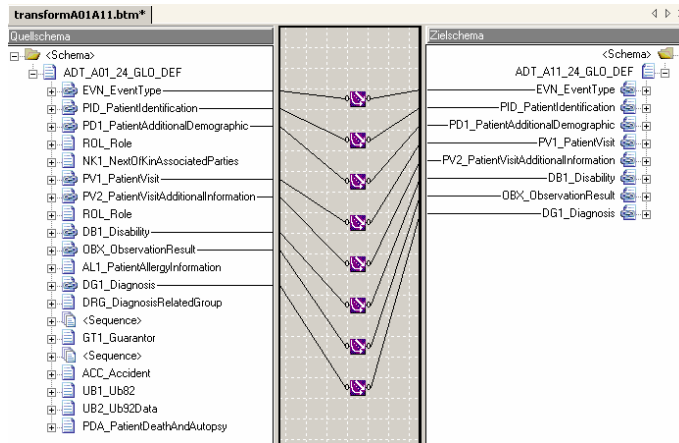 transformA01A11.btm*
Quellschema
<Schema>
ADT_A01_24_GLO_DEF
EVN_EventType
PID_PatientIdentification
PD1_PatientAdditionalDemographic
ROL_Role
NK1_NextOfKinAssociatedParties
PV1_PatientVisit
PV2_PatientVisitAdditionalInformation
ROL_Role
DB1_Disability
OBX_ObservationResult
AL1_PatientAllergyInformation
DG1_Diagnosis
DRG_DiagnosisRelatedGroup
<Sequence>
GT1_Guarantor
<Sequence>
ACC_Accident
UB1_Ub82
UB2_Ub92Data
PDA_PatientDeathAndAutopsy
Zielschema
<Schema>
ADT_A11_24_GLO_DEF
EVN_EventType
PID_PatientIdentification
PD1_PatientAdditionalDemographic
PV1_PatientVisit
PV2_PatientVisitAdditionalInformation
DB1_Disability
OBX_ObservationResult
DG1_Diagnosis